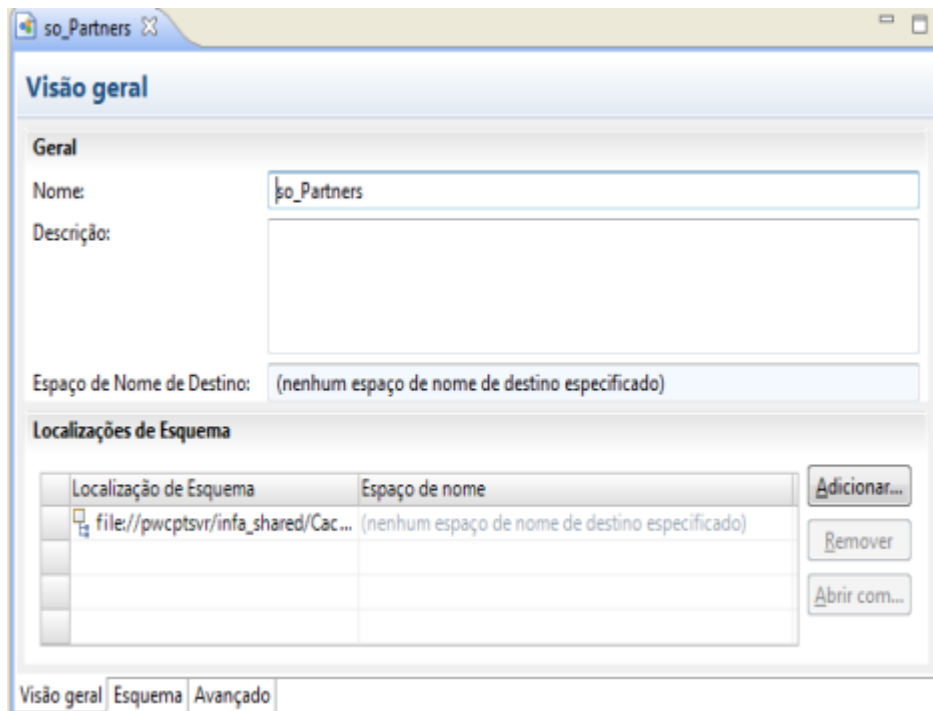 so_Partners
Visão geral
Geral
Nome: so_Partners
Descrição:
Espaço de Nome de Destino: (nenhum espaço de nome de destino especificado)
Localizações de Esquema
Localização de Esquema Espaço de nome Adicionar...
file://pwcptsvr/infa_shared/Cac... (nenhum espaço de nome de destino especificado)
Remover
Abrir com...
Visão geral Esquema Avançado